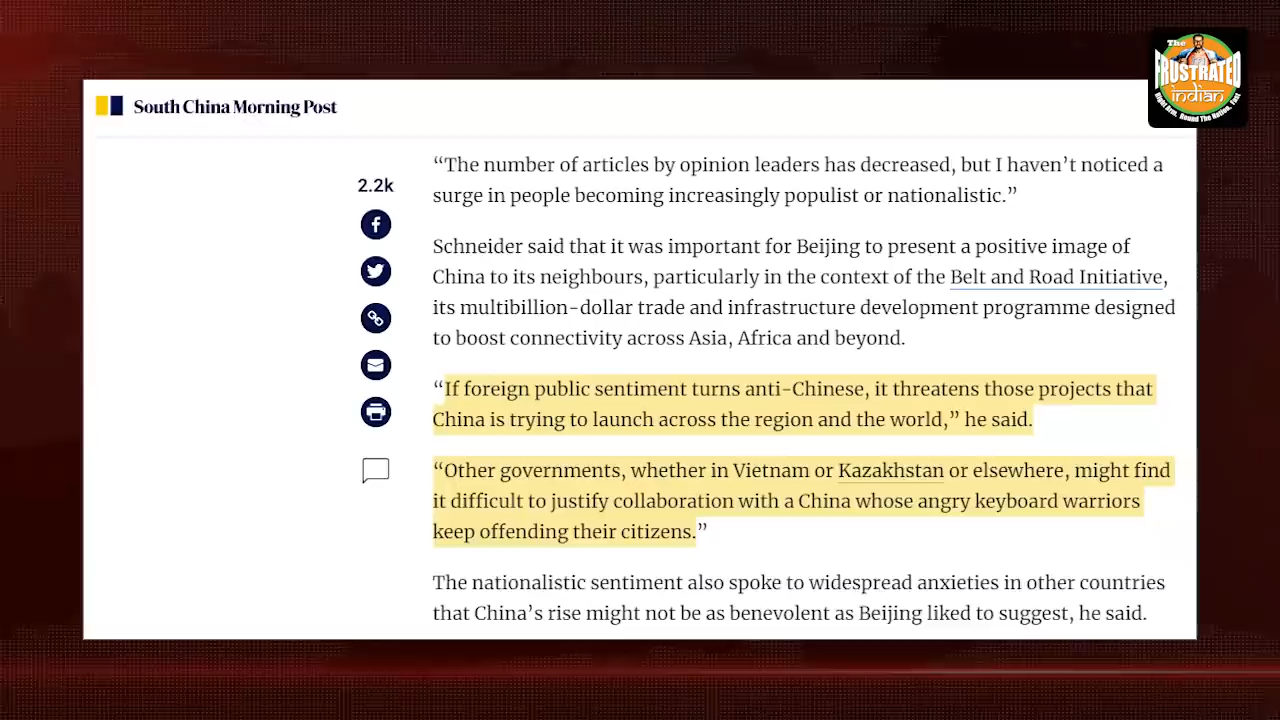 The
FRUSTRATED
indian
Right Arm. Round The Nation. Fast
South China Morning Post
2.2k
“The number of articles by opinion leaders has decreased, but I haven’t noticed a
surge in people becoming increasingly populist or nationalistic.”
Schneider said that it was important for Beijing to present a positive image of
China to its neighbours, particularly in the context of the Belt and Road Initiative,
its multibillion-dollar trade and infrastructure development programme designed
to boost connectivity across Asia, Africa and beyond.
“If foreign public sentiment turns anti-Chinese, it threatens those projects that
China is trying to launch across the region and the world,” he said.
“Other governments, whether in Vietnam or Kazakhstan or elsewhere, might find
it difficult to justify collaboration with a China whose angry keyboard warriors
keep offending their citizens.”
The nationalistic sentiment also spoke to widespread anxieties in other countries
that China’s rise might not be as benevolent as Beijing liked to suggest, he said.